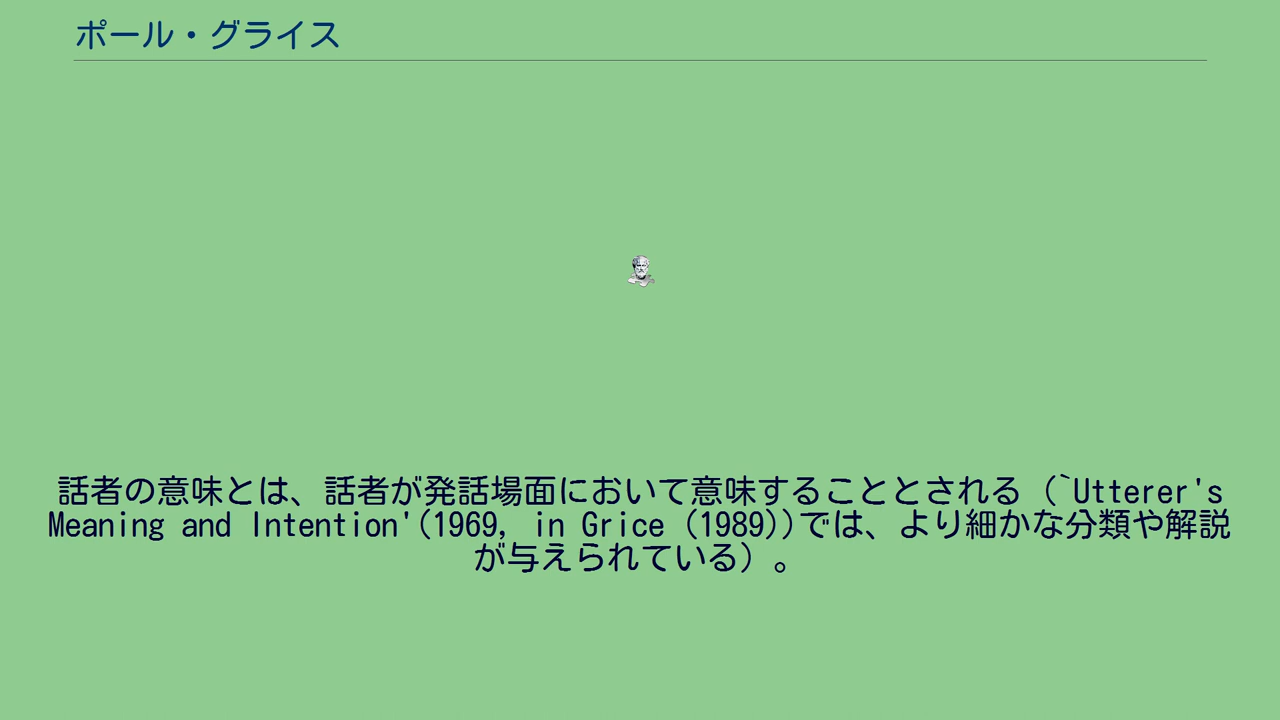 ポール・グライス
話者の意味とは、話者が発話場面において意味することとされる（`Utterer's
Meaning and Intention'(1969, in Grice (1989))では、より細かな分類や解説
が与えられている）。